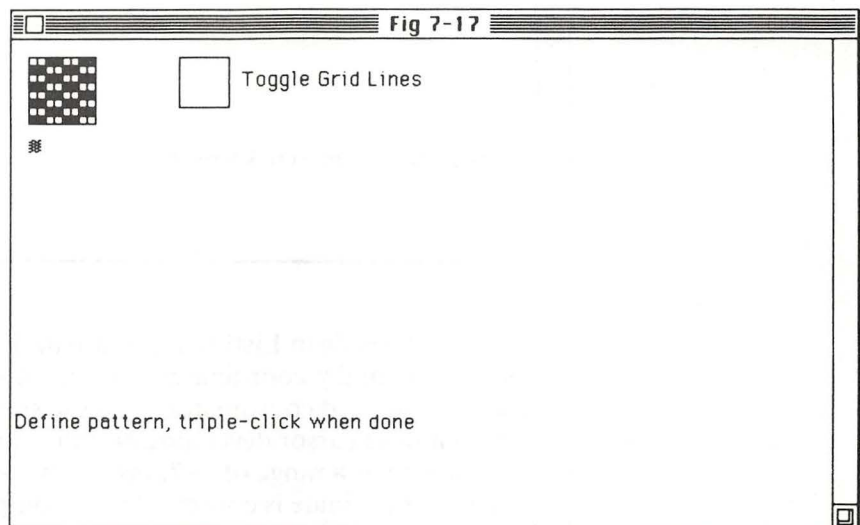 Fig 7-17
Toggle Grid Lines
Define pattern, triple-click when done